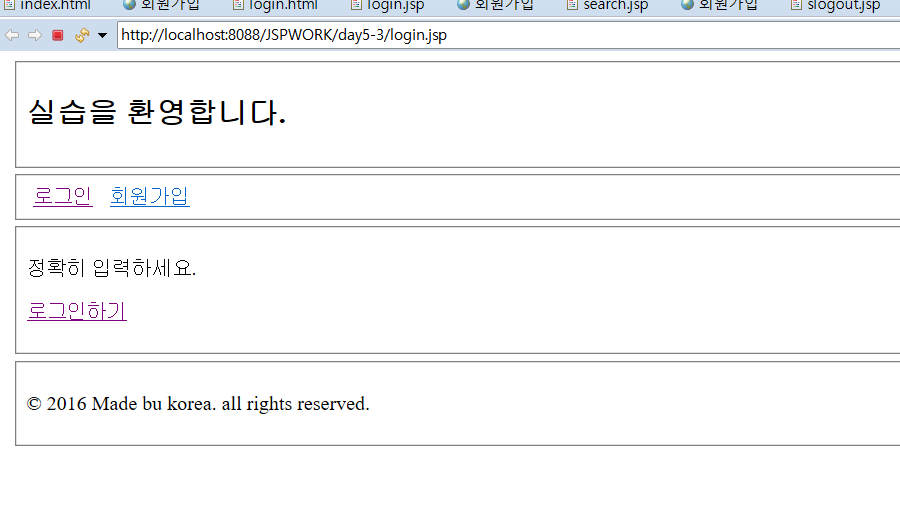 index.html 회원가입 login.html login.jsp 회원가입 search.jsp 회원가입 slogout.jsp
http://localhost:8088/JSPWORK/day5-3/login.jsp
실습을 환영합니다.
로그인 회원가입
정확히 입력하세요.
로그인하기
© 2016 Made bu korea. all rights reserved.